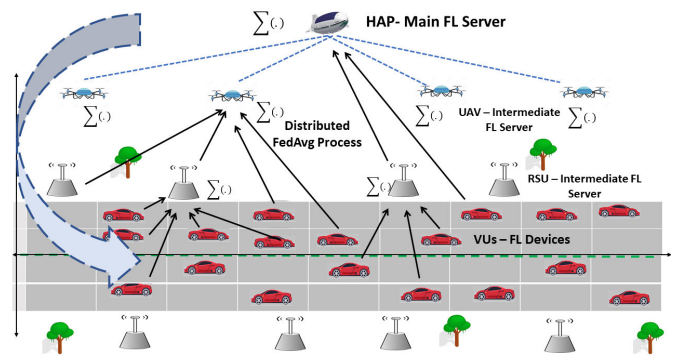 ∑(.) HAP- Main FL Server
∑(.)
∑(.)
∑(.)
∑(.)
UAV – Intermediate
FL Server
Distributed
FedAvg Process
∑(.)
∑(.)
RSU – Intermediate FL
Server
VUs – FL Devices